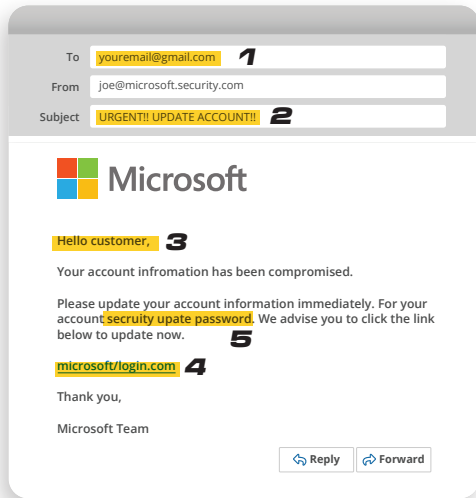 To youremail@gmail.com 1
From joe@microsoft.security.com
Subject URGENT!! UPDATE ACCOUNT!! 2
Microsoft
Hello customer, 3
Your account infromation has been compromised.
Please update your account information immediately. For your
account secruity upate password. We advise you to click the link
below to update now. 5
microsoft/login.com 4
Thank you,
Microsoft Team
Reply Forward